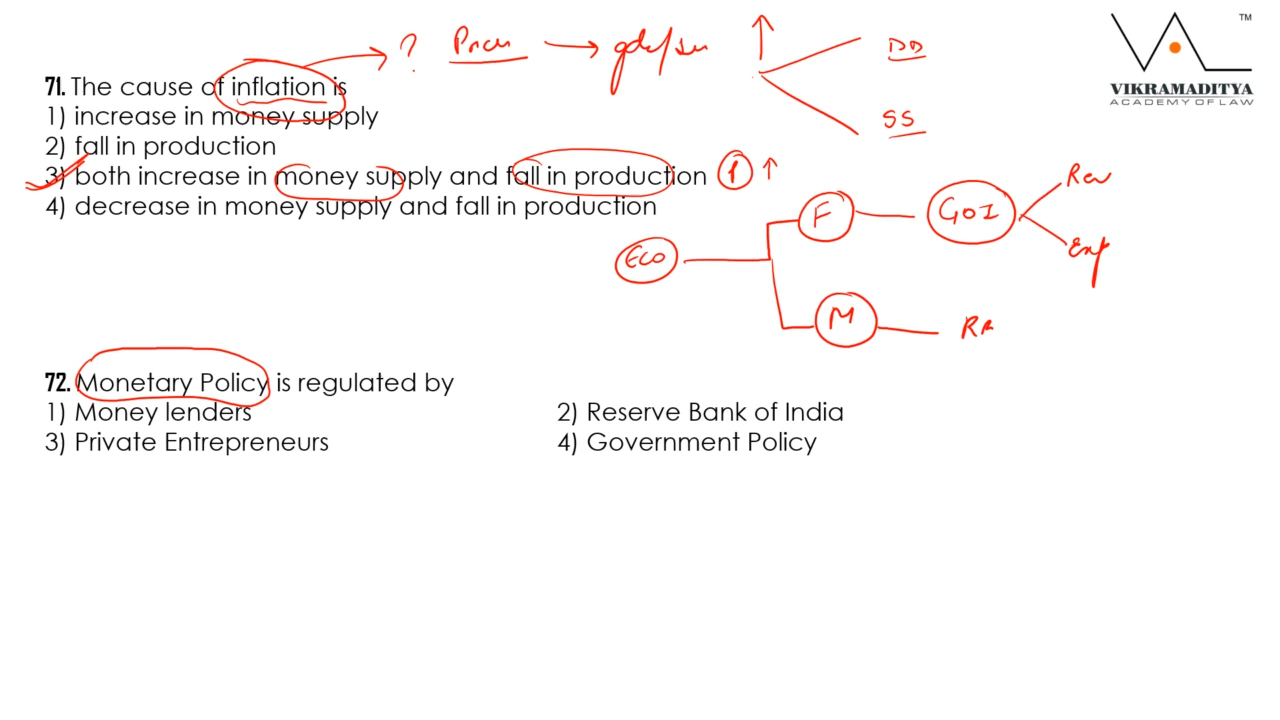 ? Prices → gds/ser ↑ DD
TM
71. The cause of inflation is
VIKRAMADITYA
ACADEMY OF LAW
1) increase in money supply
SS
2) fall in production
3) both increase in money supply and fall in production ↑
Rev
F GOI
4) decrease in money supply and fall in production
ECO
Exp
M
72. Monetary Policy is regulated by
1) Money lenders 2) Reserve Bank of India
3) Private Entrepreneurs 4) Government Policy